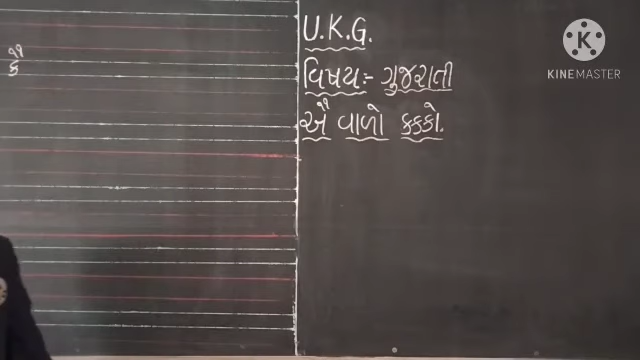 કૈ
U.K.G.
વિષય:- ગુજરાતી
ઐ વાળો કક્કો.
K
KINEMASTER